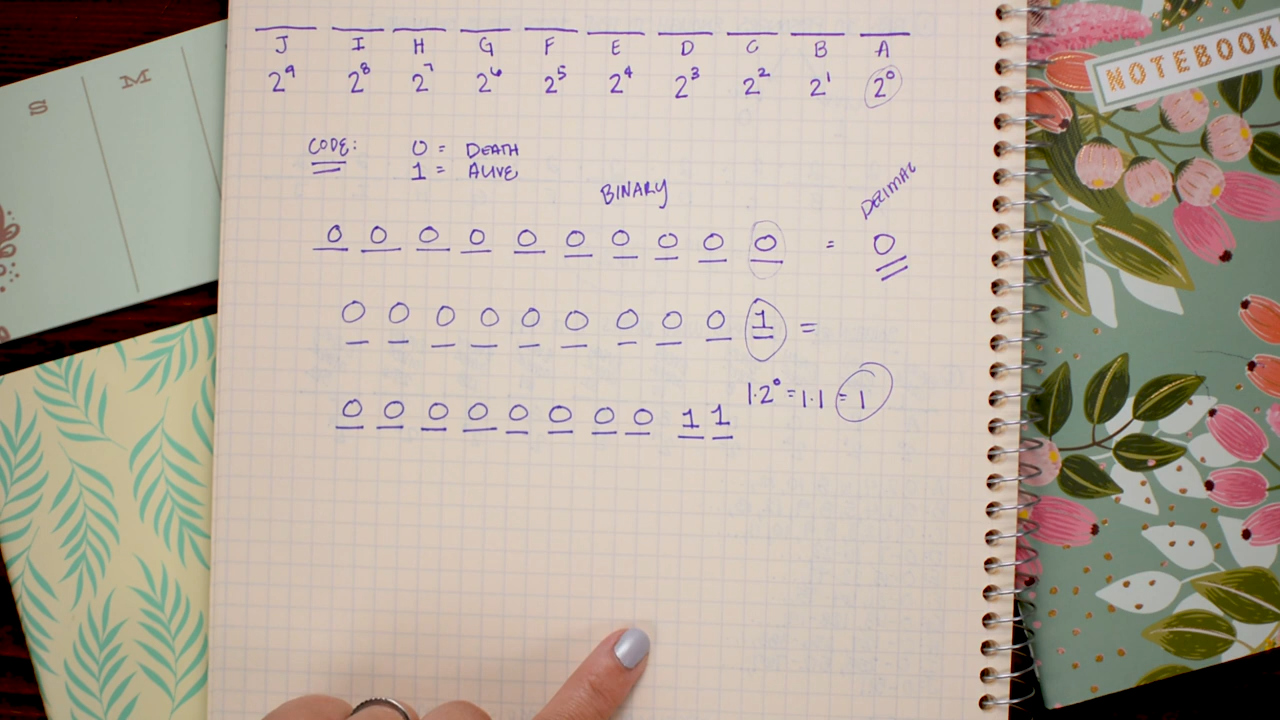 J I H G F E D C B A
2⁹ 2⁸ 2⁷ 2⁶ 2⁵ 2⁴ 2³ 2² 2¹ 2⁰
CODE: 0 = DEATH
1 = ALIVE
BINARY
DECIMAL
0 0 0 0 0 0 0 0 0 0 = 0
0 0 0 0 0 0 0 0 0 1 =
1·2⁰ = 1·1 = 1
0 0 0 0 0 0 0 0 1 1
S M
NOTEBOOK